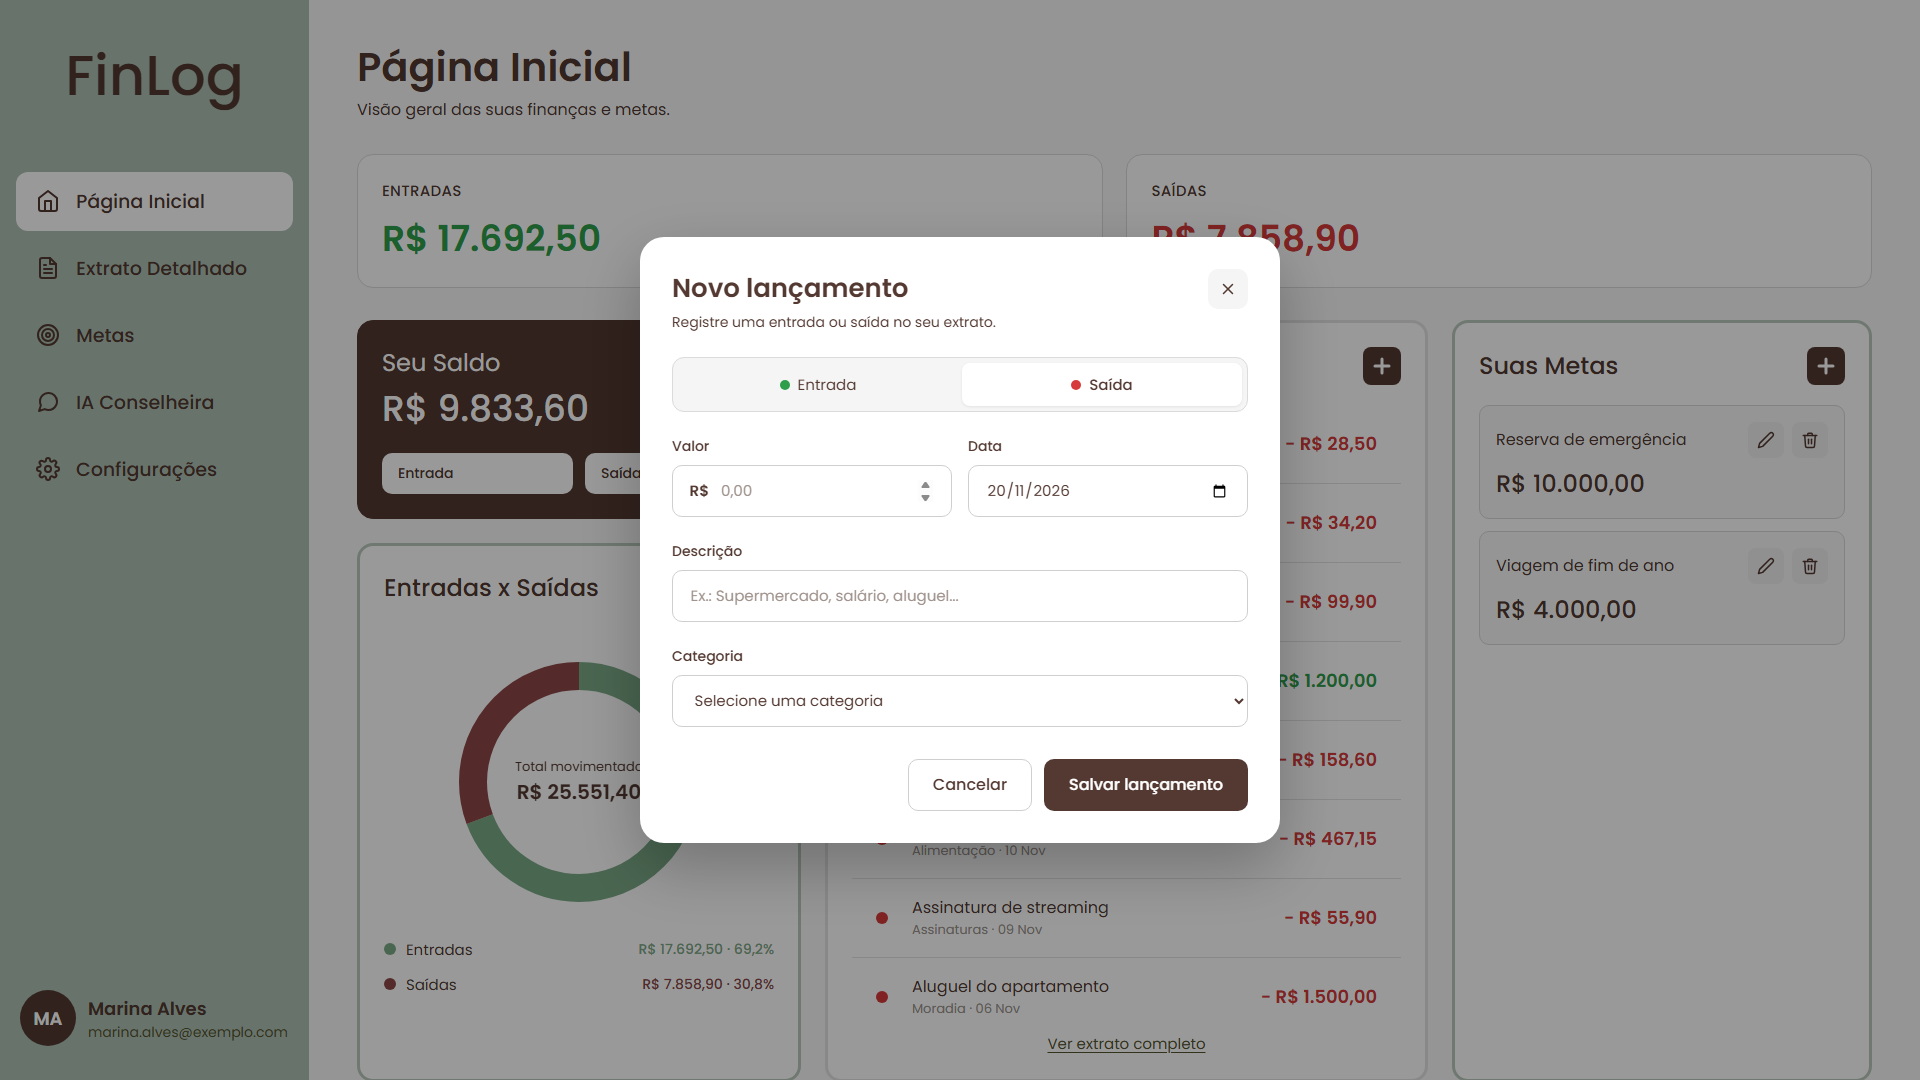 FinLog
Página Inicial
Extrato Detalhado
Metas
IA Conselheira
Configurações
MA
Marina Alves
marina.alves@exemplo.com
Página Inicial
Visão geral das suas finanças e metas.
ENTRADAS
R$ 17.692,50
SAÍDAS
R$ 7.858,90
Seu Saldo
R$ 9.833,60
Entrada
Saída
Entradas x Saídas
Total movimentado
R$ 25.551,40
Entradas
R$ 17.692,50 · 69,2%
Saídas
R$ 7.858,90 · 30,8%
Novo lançamento
Registre uma entrada ou saída no seu extrato.
Entrada
Saída
Valor
R$ 0,00
Data
20/11/2026
Descrição
Ex.: Supermercado, salário, aluguel...
Categoria
Selecione uma categoria
Cancelar
Salvar lançamento
- R$ 28,50
- R$ 34,20
- R$ 99,90
R$ 1.200,00
- R$ 158,60
- R$ 467,15
Alimentação · 10 Nov
Assinatura de streaming
- R$ 55,90
Assinaturas · 09 Nov
Aluguel do apartamento
- R$ 1.500,00
Moradia · 06 Nov
Ver extrato completo
Suas Metas
Reserva de emergência
R$ 10.000,00
Viagem de fim de ano
R$ 4.000,00